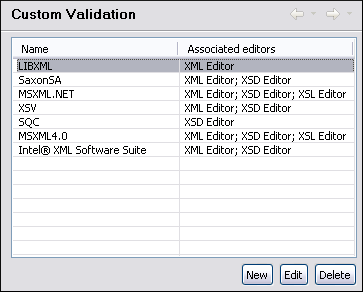 Custom Validation
Name Associated editors
LIBXML XML Editor
SaxonSA XML Editor; XSD Editor
MSXML.NET XML Editor; XSD Editor; XSL Editor
XSV XML Editor; XSD Editor
SQC XSD Editor
MSXML4.0 XML Editor; XSD Editor; XSL Editor
Intel® XML Software Suite XML Editor; XSD Editor
New Edit Delete